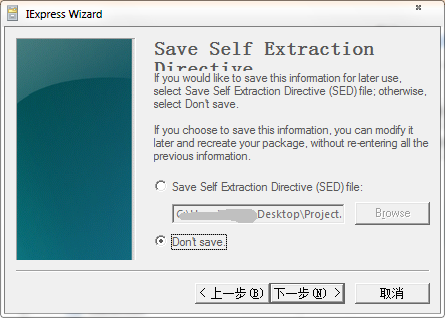 IExpress Wizard
Save Self Extraction
Directive
If you would like to save this information for later use,
select Save Self Extraction Directive (SED) file; otherwise,
select Don't save.
If you choose to save this information, you can modify it
later and recreate your package, without re-entering all the
previous information.
Save Self Extraction Directive (SED) file:
Desktop\Project.
Browse
Don't save.
< 上一步(B) 下一步(N) > 取消